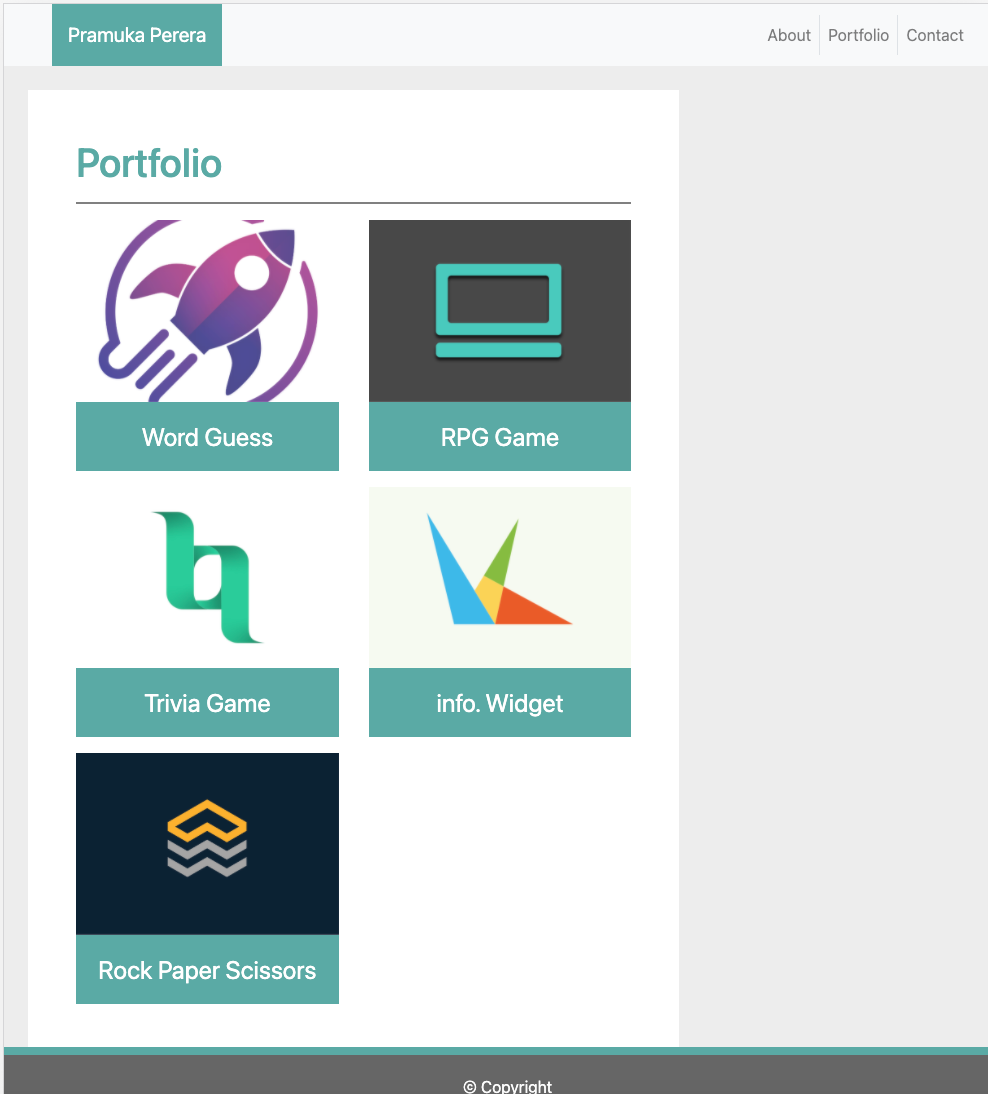 Pramuka Perera
About
Portfolio
Contact
Portfolio
Word Guess
RPG Game
Trivia Game
info. Widget
Rock Paper Scissors
© Copyright